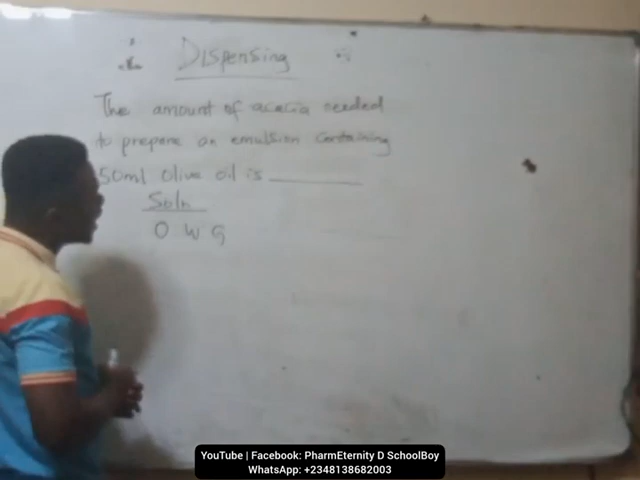 Dispensing
The amount of acacia needed
to prepare an emulsion containing
50ml Olive oil is ________
Soln
O W G
YouTube | Facebook: PharmEternity D SchoolBoy
WhatsApp: +2348138682003